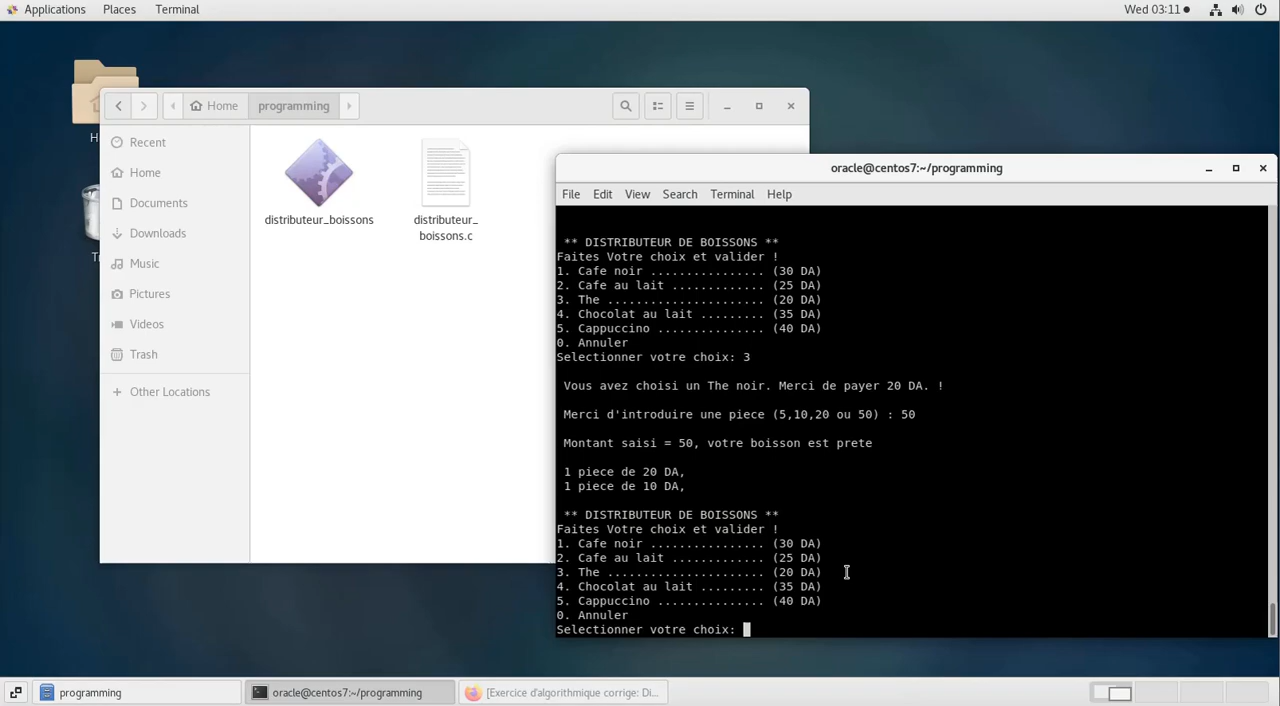 Applications Places Terminal Wed 03:11
Home programming
Recent
Home
Documents
Downloads
Music
Pictures
Videos
Trash
Other Locations
distributeur_boissons
distributeur_
boissons.c
oracle@centos7:~/programming
File Edit View Search Terminal Help
** DISTRIBUTEUR DE BOISSONS **
Faites Votre choix et valider !
1. Cafe noir ................ (30 DA)
2. Cafe au lait ............. (25 DA)
3. The ...................... (20 DA)
4. Chocolat au lait ......... (35 DA)
5. Cappuccino ............... (40 DA)
0. Annuler
Selectionner votre choix: 3
Vous avez choisi un The noir. Merci de payer 20 DA. !
Merci d'introduire une piece (5,10,20 ou 50) : 50
Montant saisi = 50, votre boisson est prete
1 piece de 20 DA,
1 piece de 10 DA,
** DISTRIBUTEUR DE BOISSONS **
Faites Votre choix et valider !
1. Cafe noir ................ (30 DA)
2. Cafe au lait ............. (25 DA)
3. The ...................... (20 DA)
4. Chocolat au lait ......... (35 DA)
5. Cappuccino ............... (40 DA)
0. Annuler
Selectionner votre choix:
programming oracle@centos7:~/programming [Exercice d'algorithmique corrige: Di...